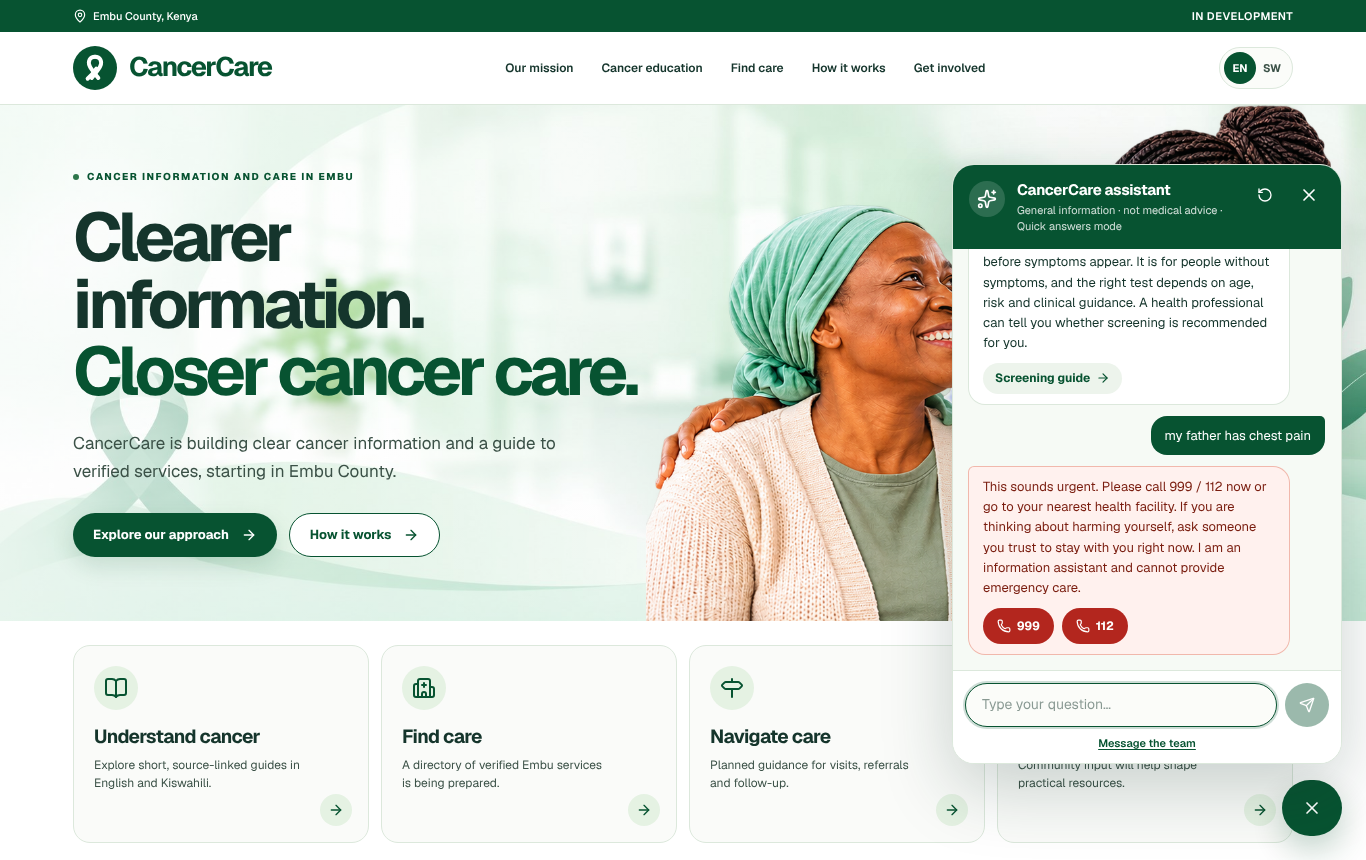 Embu County, Kenya
IN DEVELOPMENT
CancerCare
Our mission
Cancer education
Find care
How it works
Get involved
EN
SW
CANCER INFORMATION AND CARE IN EMBU
Clearer
information.
Closer cancer care.
CancerCare is building clear cancer information and a guide to
verified services, starting in Embu County.
Explore our approach
How it works
Understand cancer
Explore short, source-linked guides in
English and Kiswahili.
Find care
A directory of verified Embu services
is being prepared.
Navigate care
Planned guidance for visits, referrals
and follow-up.
Community input will help shape
practical resources.
CancerCare assistant
General information · not medical advice ·
Quick answers mode
before symptoms appear. It is for people without
symptoms, and the right test depends on age,
risk and clinical guidance. A health professional
can tell you whether screening is recommended
for you.
Screening guide
my father has chest pain
This sounds urgent. Please call 999 / 112 now or
go to your nearest health facility. If you are
thinking about harming yourself, ask someone
you trust to stay with you right now. I am an
information assistant and cannot provide
emergency care.
999
112
Type your question...
Message the team